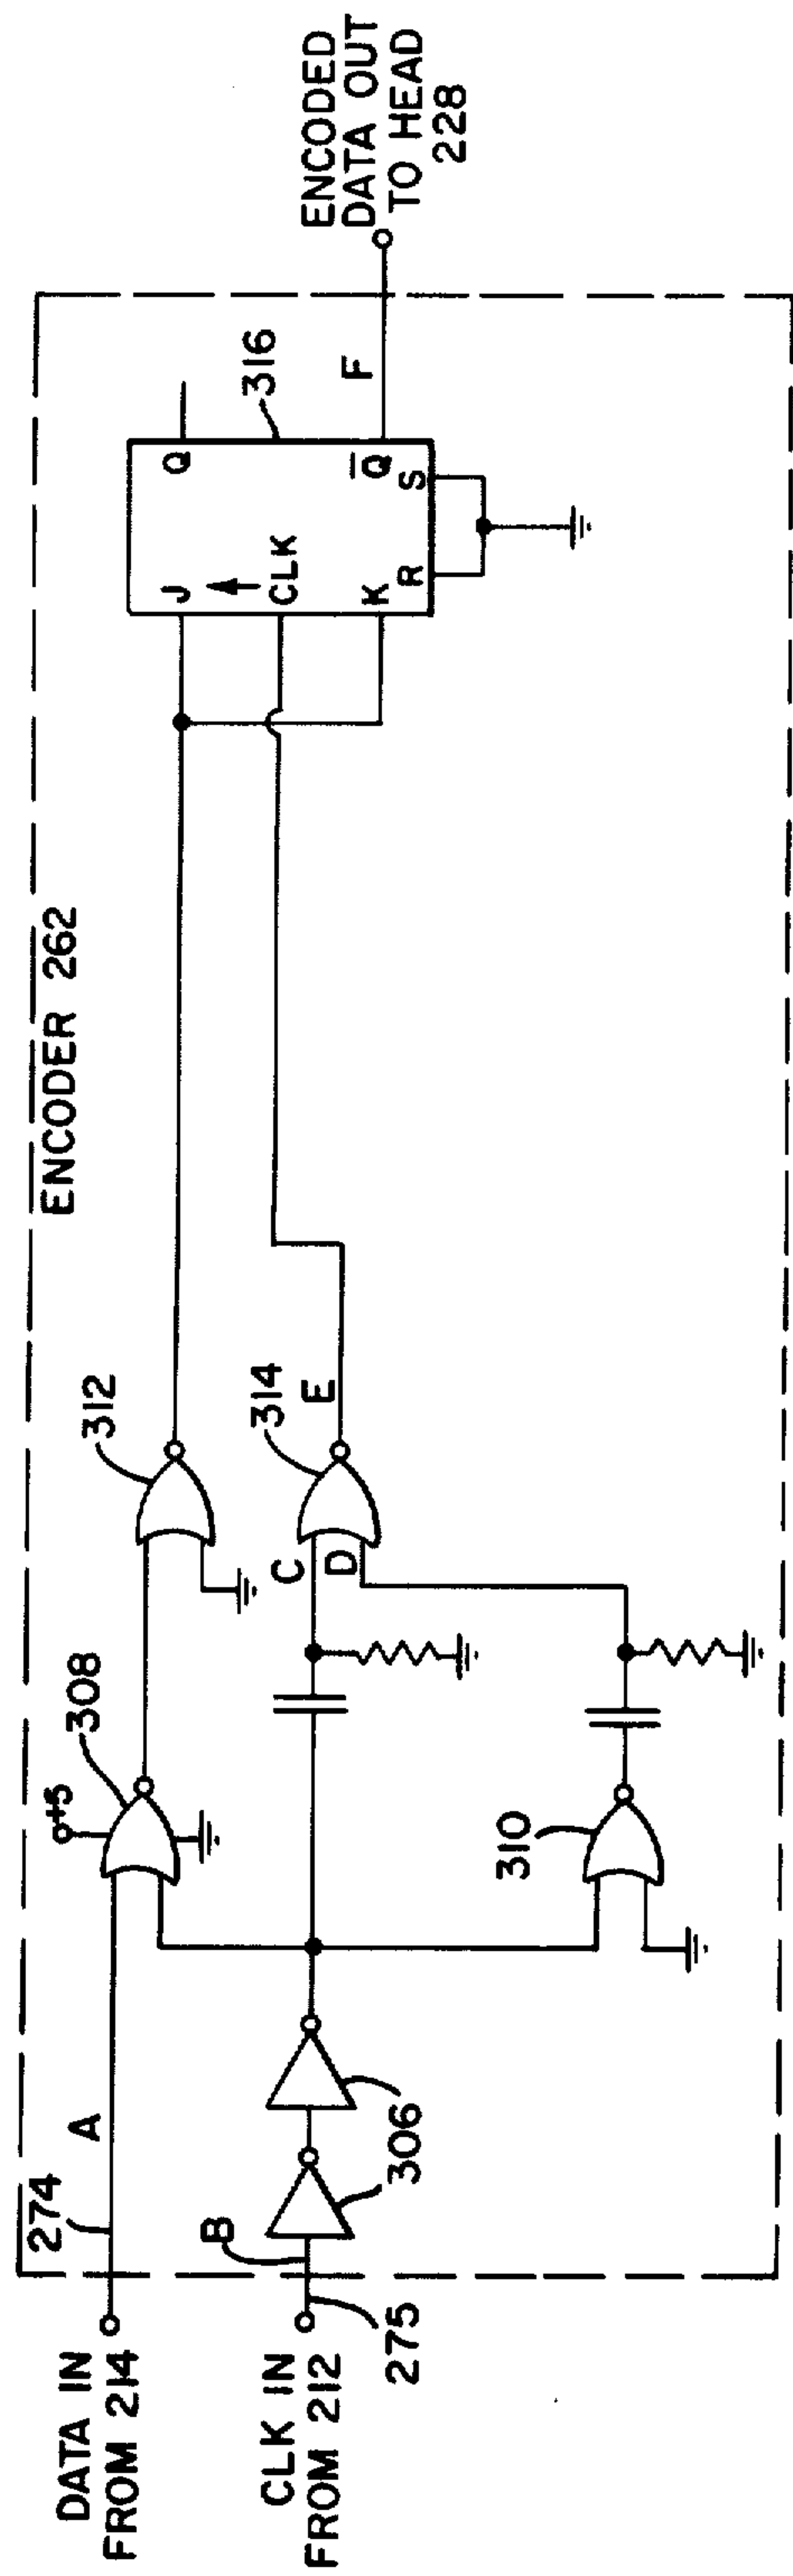 ENCODER 262
DATA IN
FROM 214
274
A
CLK IN
FROM 212
275
B
306
+5
308
310
312
C
D
314
E
J
CLK
K
R
S
Q
Q̅
316
F
ENCODED
DATA OUT
TO HEAD
228